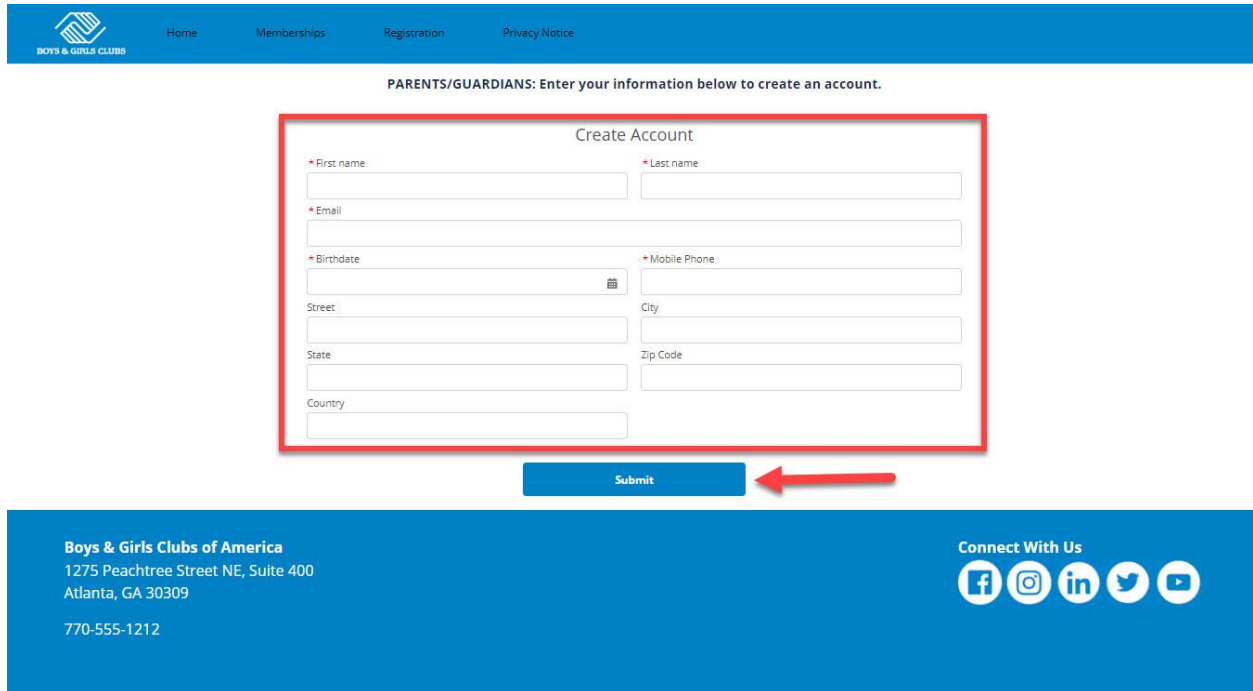 Home Memberships Registration Privacy Notice
BOYS & GIRLS CLUBS
PARENTS/GUARDIANS: Enter your information below to create an account.
Create Account
* First name * Last name
* Email
* Birthdate * Mobile Phone
Street City
State Zip Code
Country
Submit
Boys & Girls Clubs of America Connect With Us
1275 Peachtree Street NE, Suite 400
Atlanta, GA 30309
in
770-555-1212